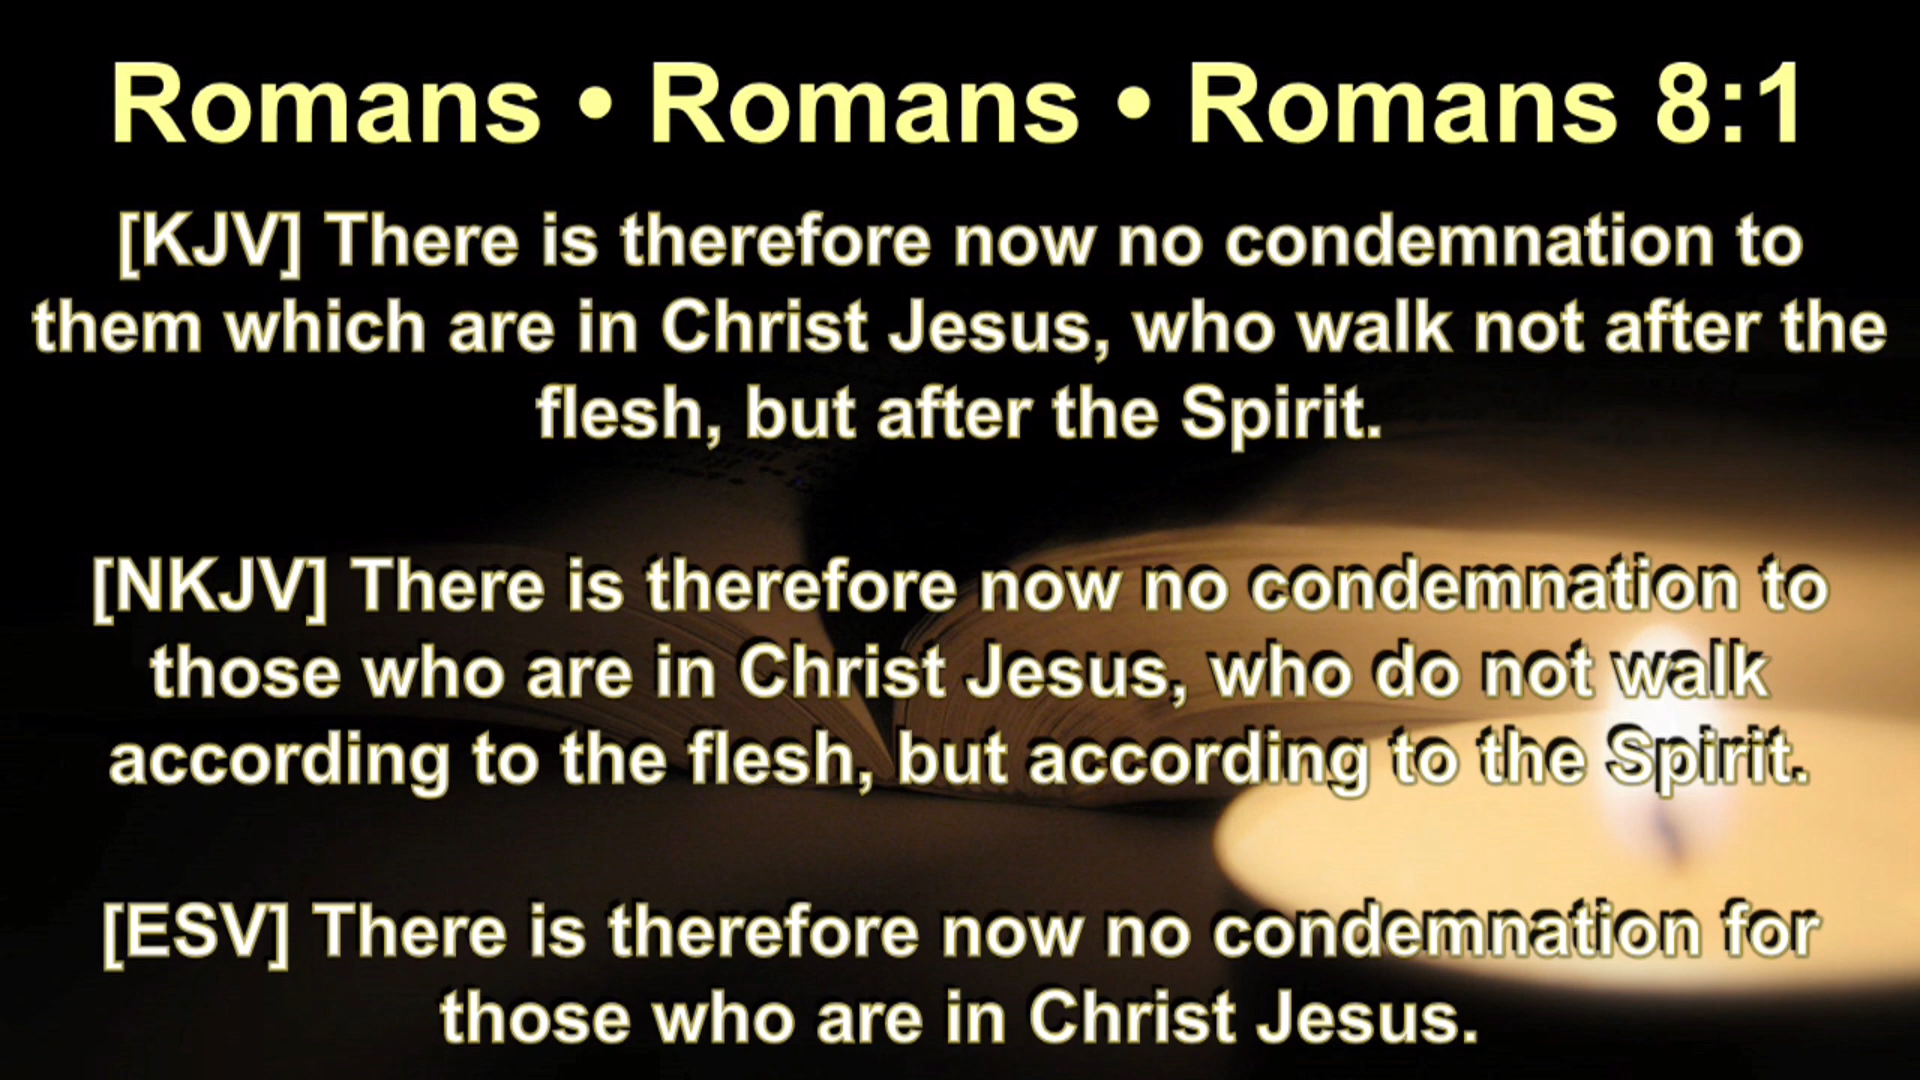 Romans • Romans • Romans 8:1
[KJV] There is therefore now no condemnation to
them which are in Christ Jesus, who walk not after the
flesh, but after the Spirit.
[NKJV] There is therefore now no condemnation to
those who are in Christ Jesus, who do not walk
according to the flesh, but according to the Spirit.
[ESV] There is therefore now no condemnation for
those who are in Christ Jesus.